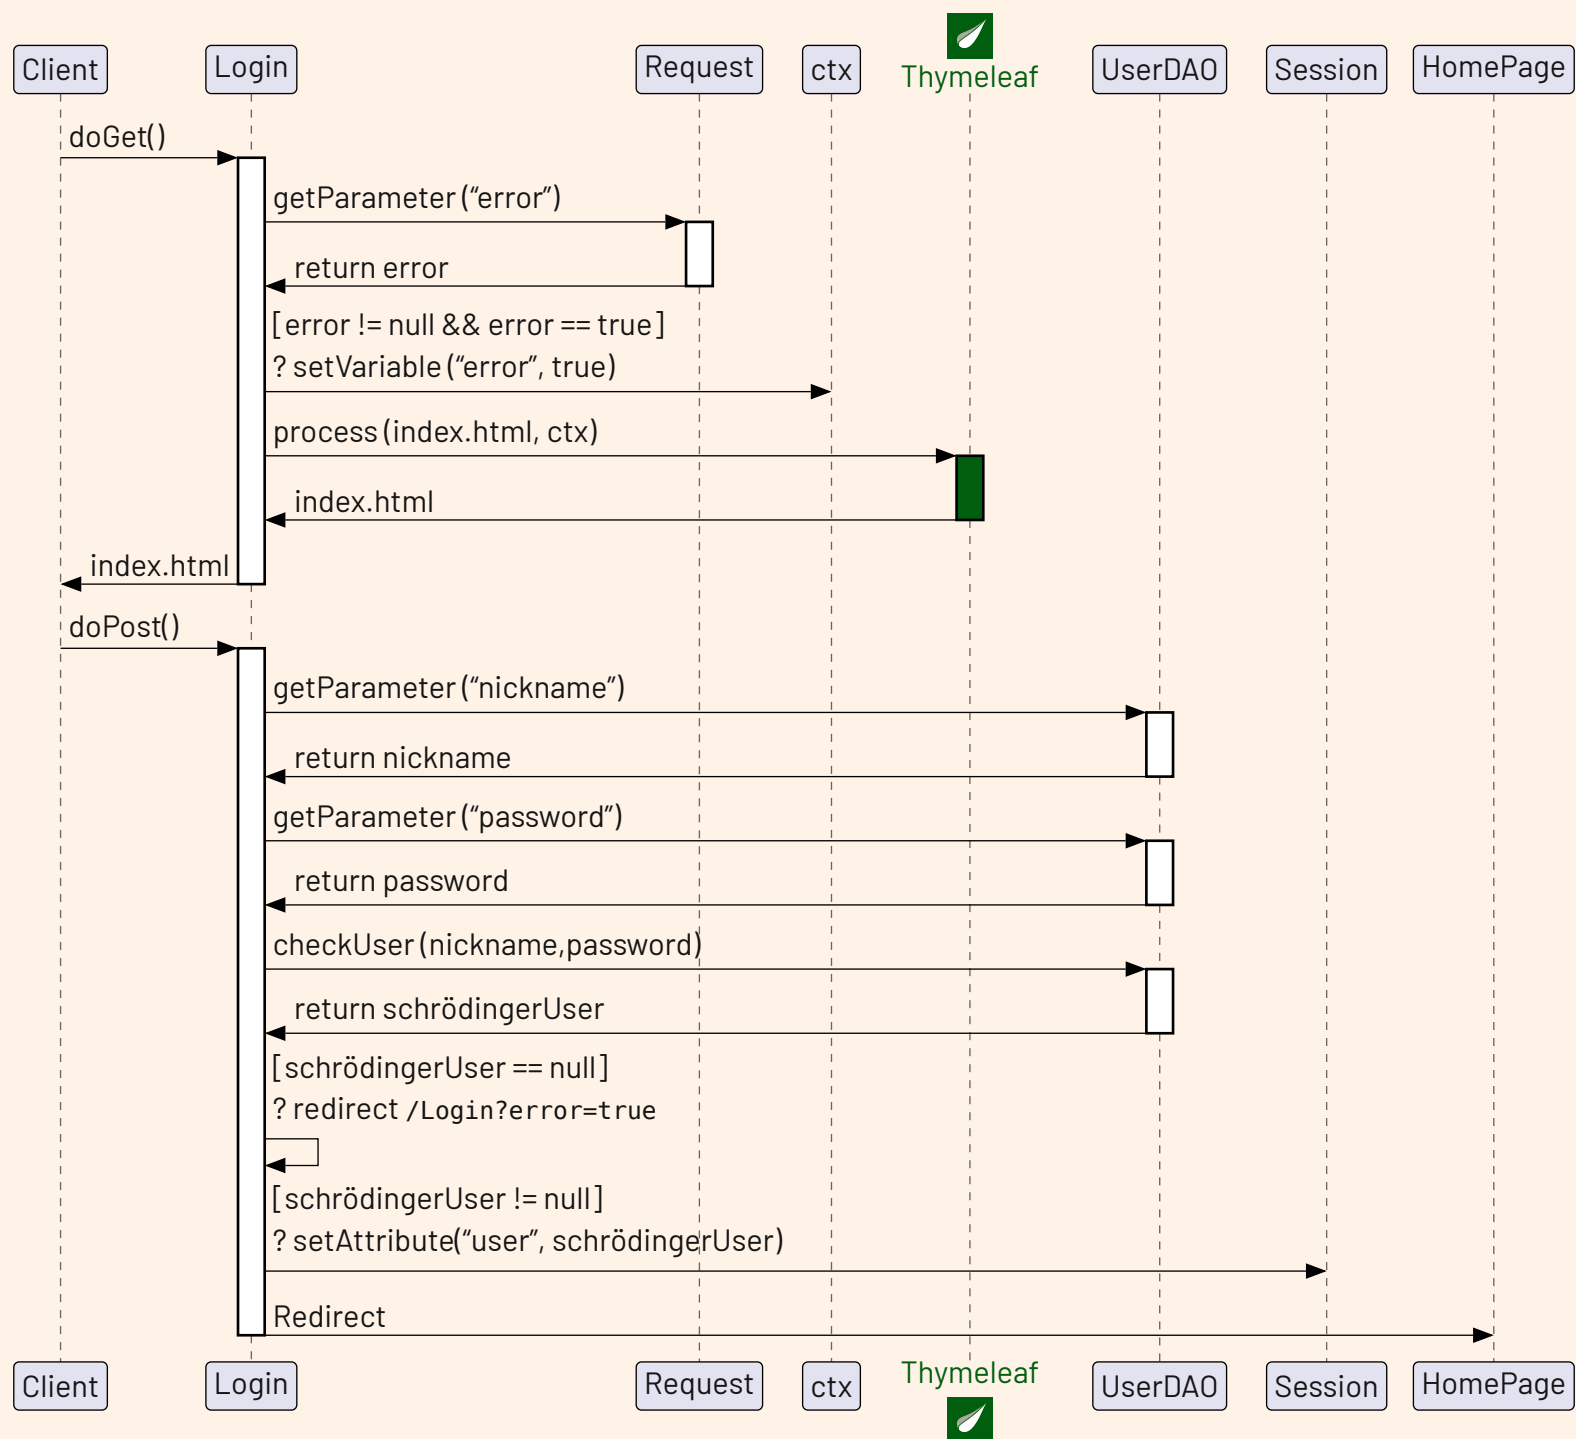 Client
Login
Request
ctx
Thymeleaf
UserDAO
Session
HomePage
doGet()
getParameter(“error”)
return error
[error != null && error == true]
? setVariable(“error”, true)
process(index.html, ctx)
index.html
index.html
doPost()
getParameter(“nickname”)
return nickname
getParameter(“password”)
return password
checkUser(nickname,password)
return schrödingerUser
[schrödingerUser == null]
? redirect /Login?error=true
[schrödingerUser != null]
? setAttribute(“user”, schrödingerUser)
Redirect
Client
Login
Request
ctx
Thymeleaf
UserDAO
Session
HomePage